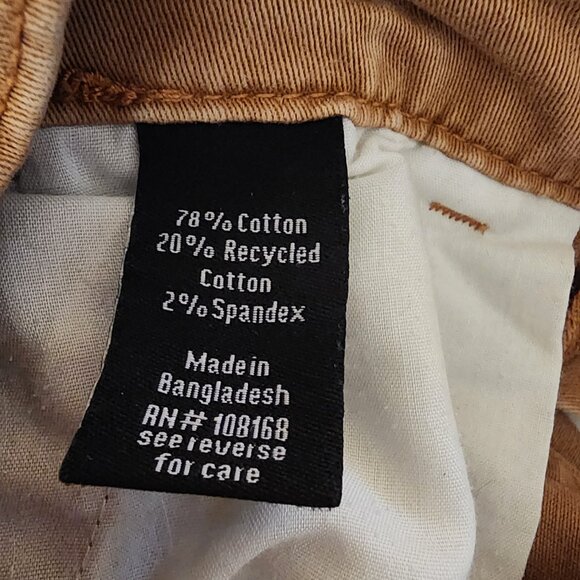 78% Cotton
20% Recycled
Cotton
2% Spandex
Made in
Bangladesh
RN# 108168
see reverse
for care